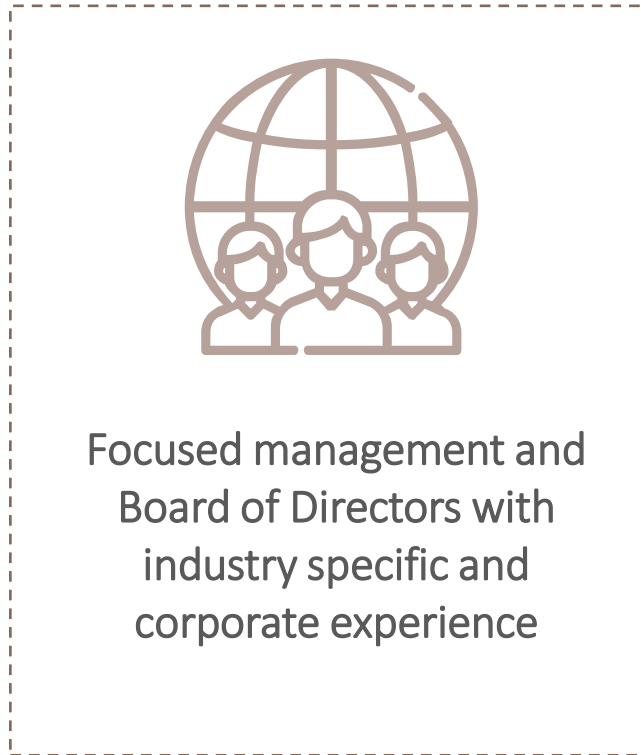 Focused management and
Board of Directors with
industry specific and
corporate experience